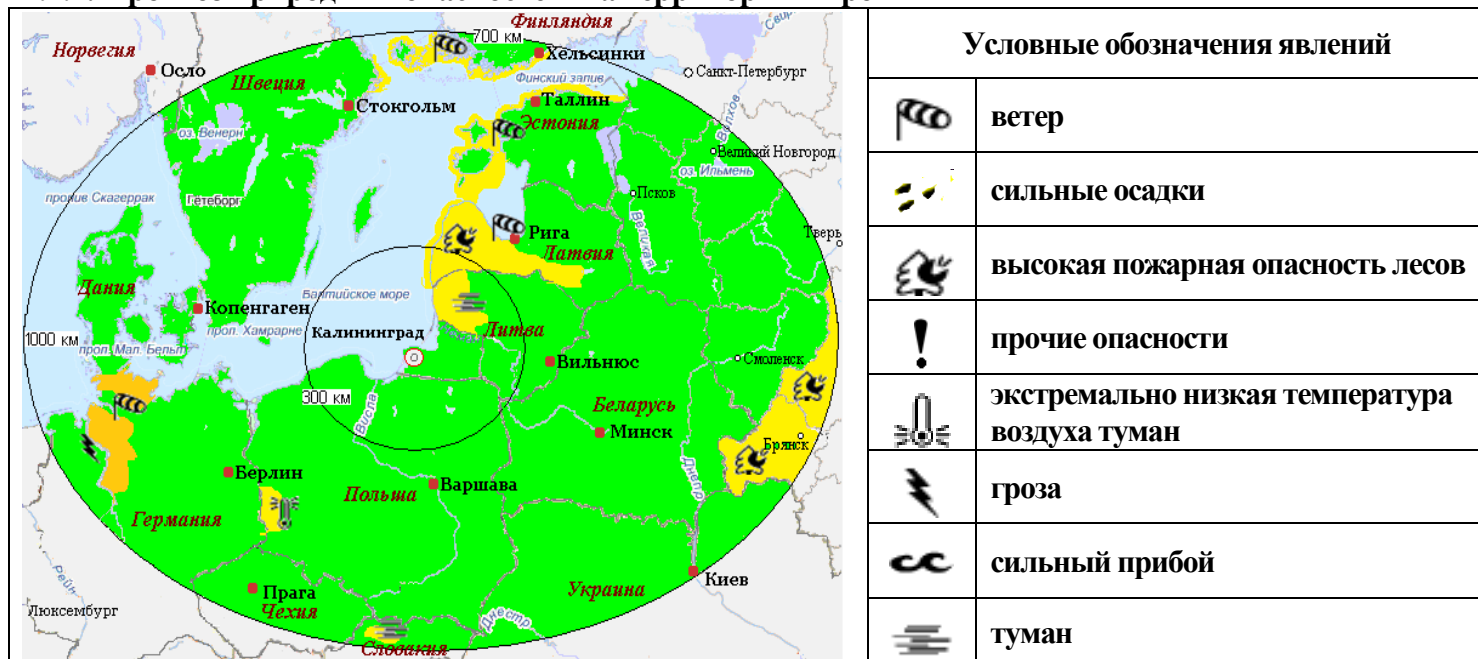 Финляндия
Норвегия
700 км
Хельсинки
Осло
Санкт-Петербург
Швеция
Финский залив
Стокгольм
Таллин
Эстония
Волхов
оз. Венерн
Великий Новгород
оз. Ильмень
пролив Скагеррак
Гетеборг
Псков
Великая
Рига
Тверь
Латвия
Дания
Балтийское море
Копенгаген
Калининград
Литва
1000 км
прол. Хамрарне
прол. Мал. Бельт
Вильнюс
Смоленск
300 км
Висла
Беларусь
Минск
Брянск
Берлин
Варшава
Польша
Днепр
Германия
Прага
Чехия
Украина
Киев
Рейн
Люксембург
Днестр
Словакия
Условные обозначения явлений
ветер
сильные осадки
высокая пожарная опасность лесов
прочие опасности
экстремально низкая температура
воздуха туман
гроза
сильный прибой
туман